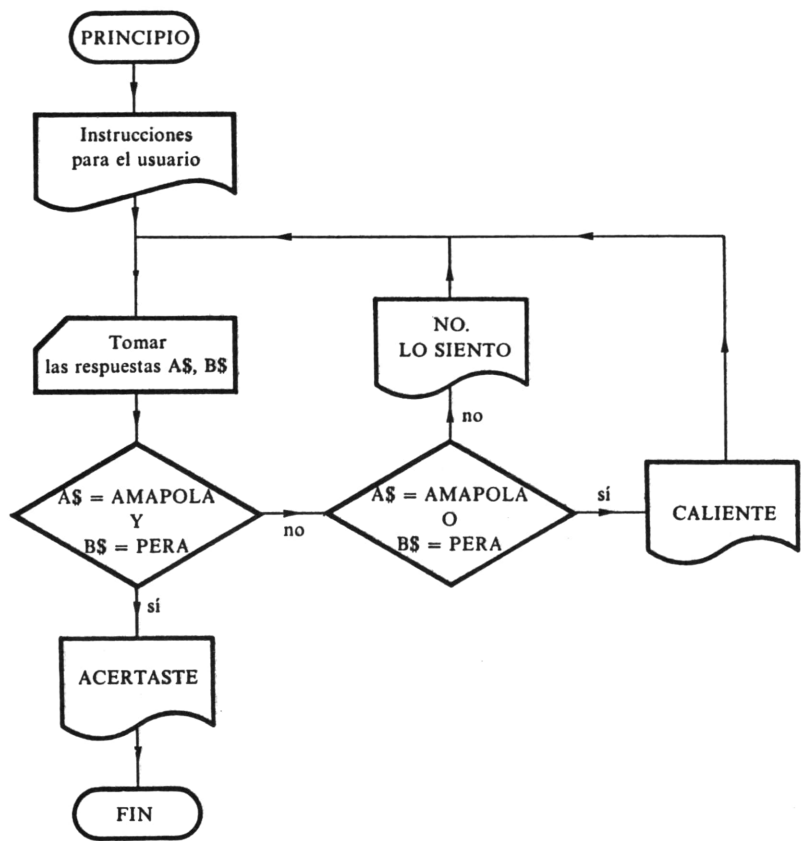 PRINCIPIO
Instrucciones
para el usuario
Tomar
las respuestas A$, B$
A$ = AMAPOLA
Y
B$ = PERA
no
sí
ACERTASTE
FIN
A$ = AMAPOLA
O
B$ = PERA
no
NO.
LO SIENTO
sí
CALIENTE